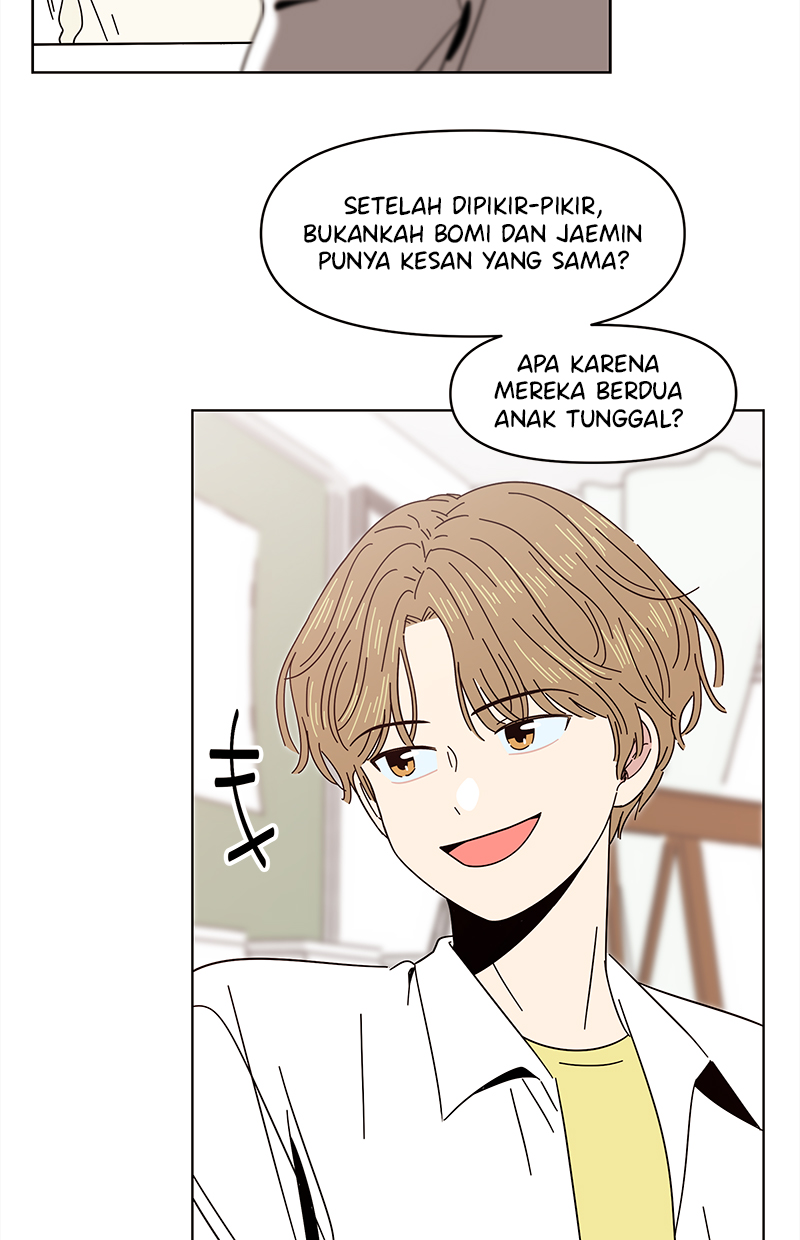 SETELAH DIPIKIR-PIKIR,
BUKANKAH BOMI DAN JAEMIN
PUNYA KESAN YANG SAMA?
APA KARENA
MEREKA BERDUA
ANAK TUNGGAL?